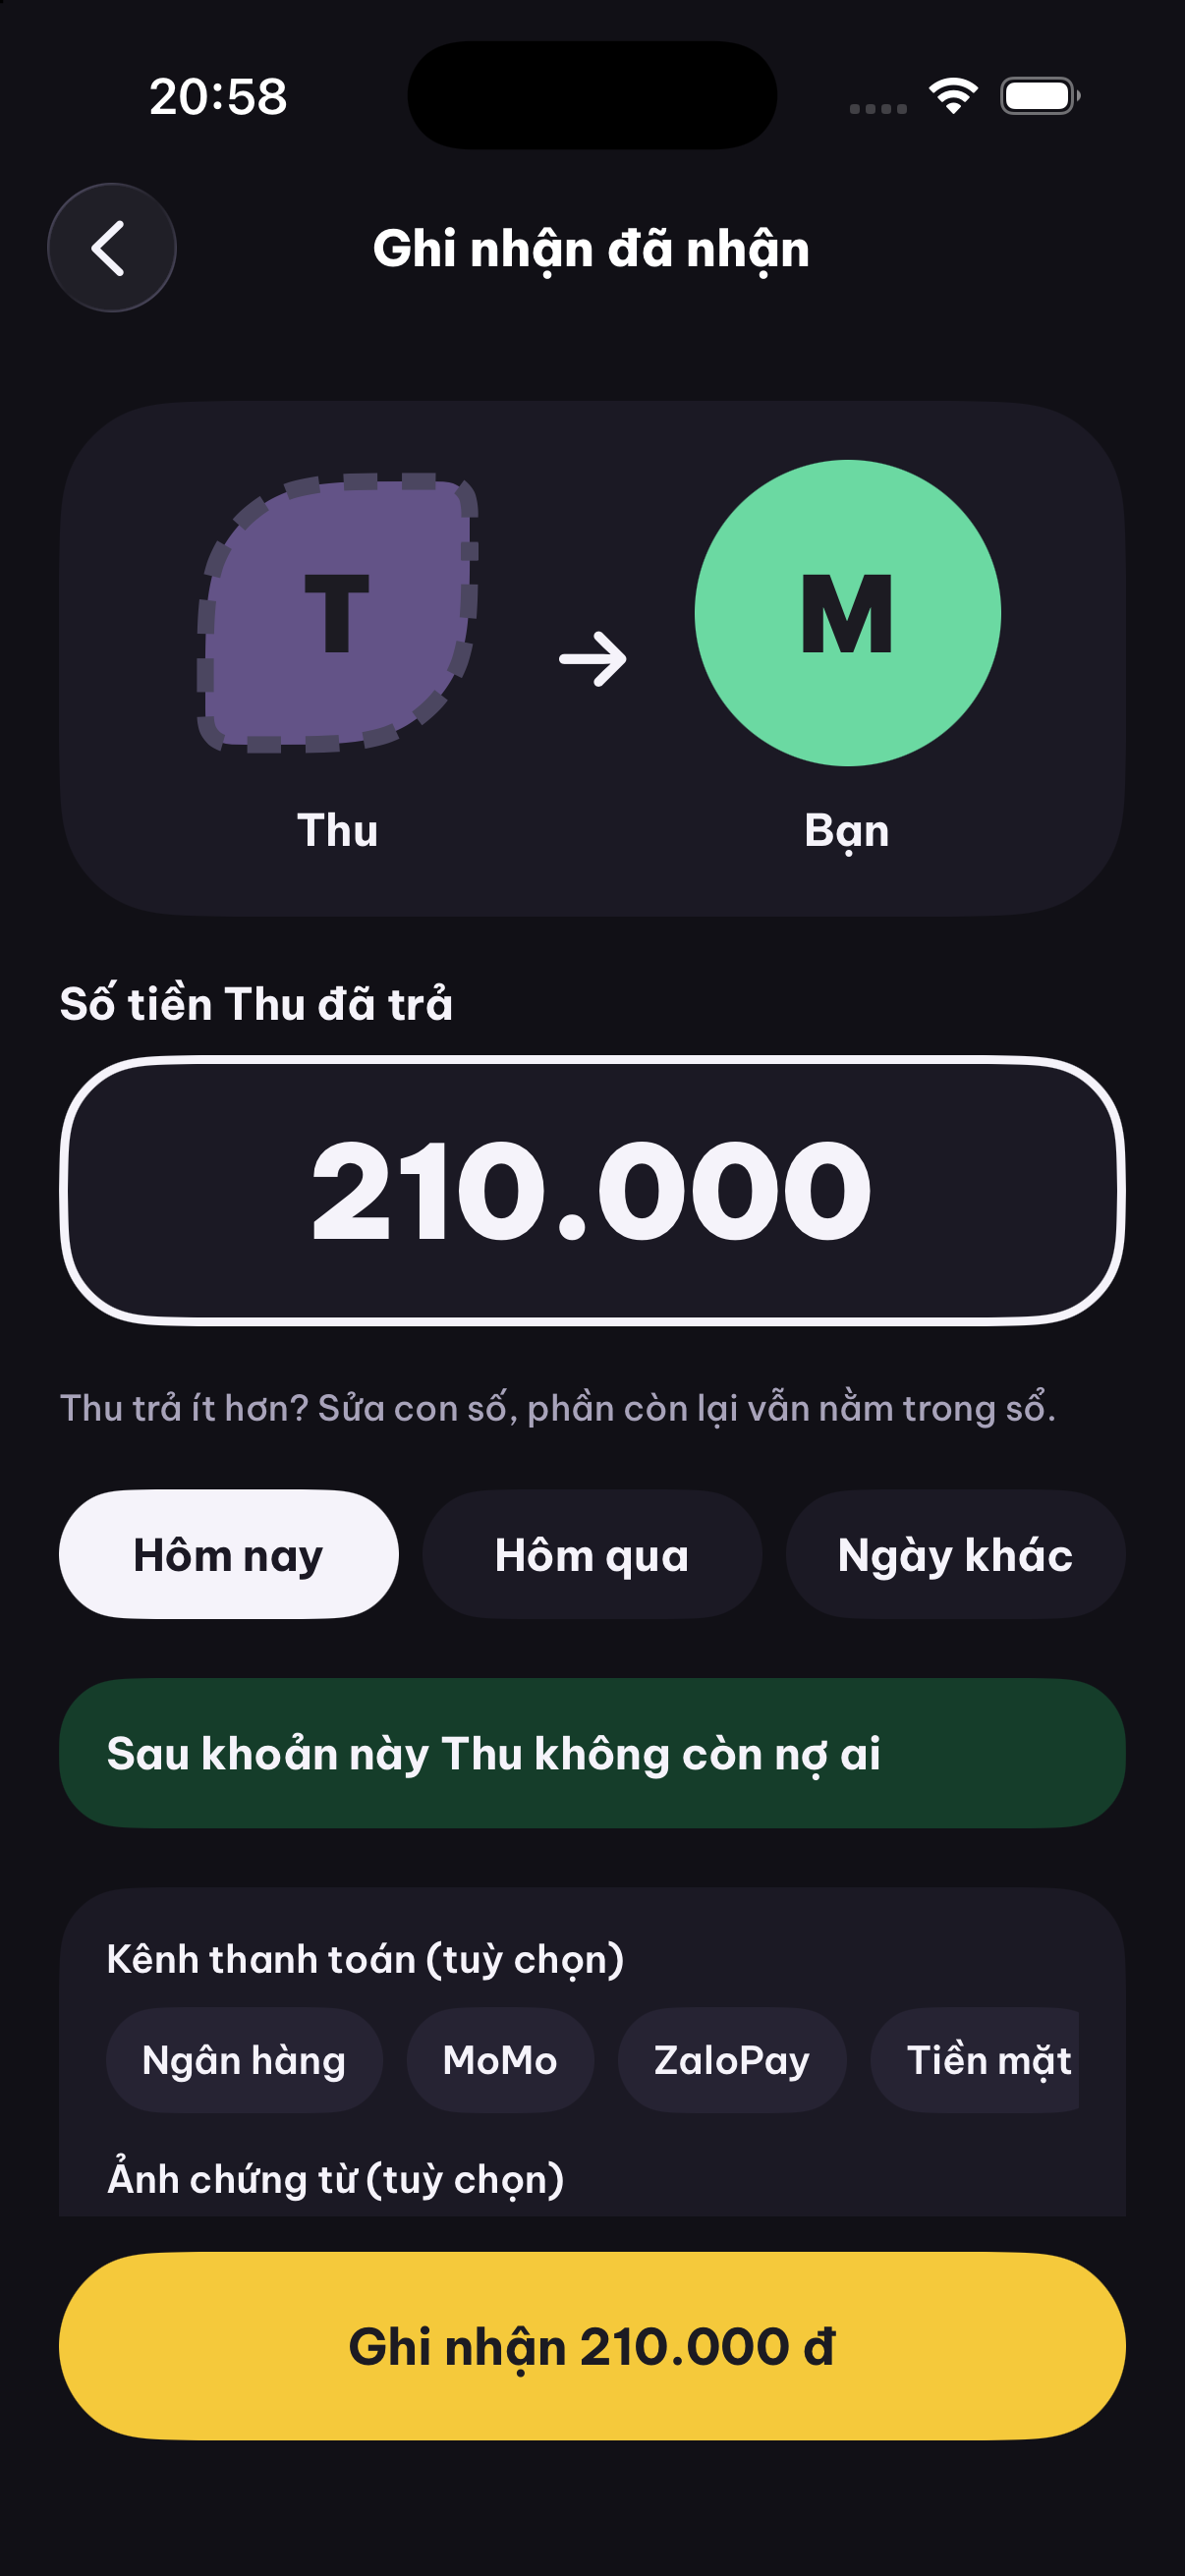 20:58
Ghi nhận đã nhận
T
M
Thu
Bạn
Số tiền Thu đã trả
210.000
Thu trả ít hơn? Sửa con số, phần còn lại vẫn nằm trong sổ.
Hôm nay
Hôm qua
Ngày khác
Sau khoản này Thu không còn nợ ai
Kênh thanh toán (tuỳ chọn)
Ngân hàng
MoMo
ZaloPay
Tiền mặt
Ảnh chứng từ (tuỳ chọn)
Ghi nhận 210.000 đ